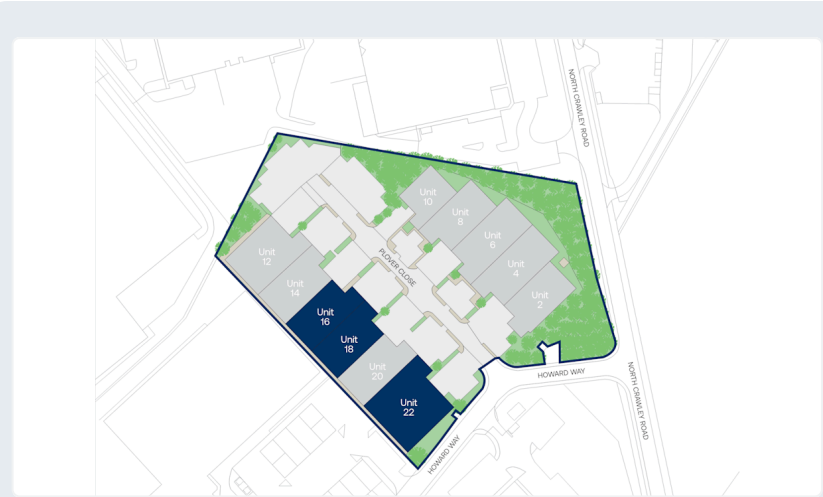 NORTH CRAWLEY ROAD
Unit
10
Unit
8
Unit
6
Unit
4
Unit
2
Unit
12
Unit
14
Unit
16
Unit
18
Unit
20
Unit
22
PLOVER CLOSE
HOWARD WAY
HOWARD WAY
NORTH CRAWLEY ROAD